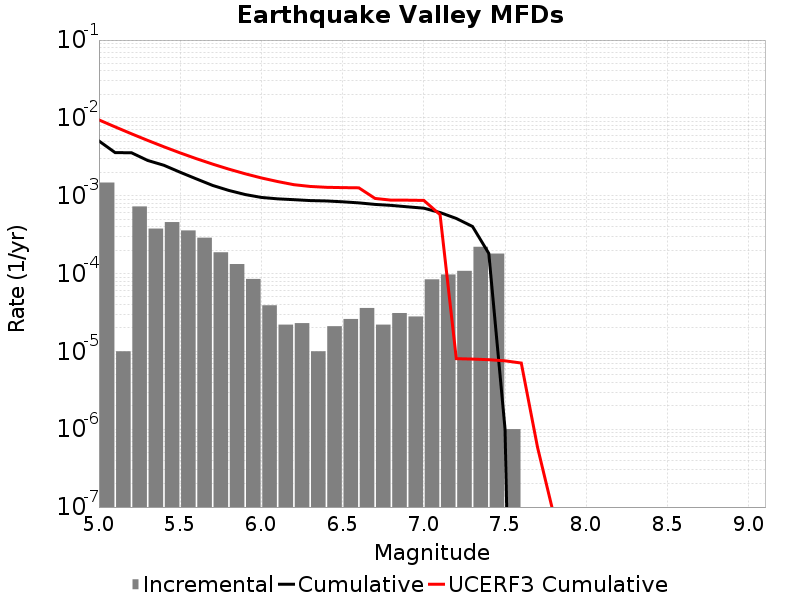 Earthquake Valley MFDs
Rate (1/yr)
10^-1
10^-2
10^-3
10^-4
10^-5
10^-6
10^-7
5.0 5.5 6.0 6.5 7.0 7.5 8.0 8.5 9.0
Magnitude
Incremental Cumulative UCERF3 Cumulative